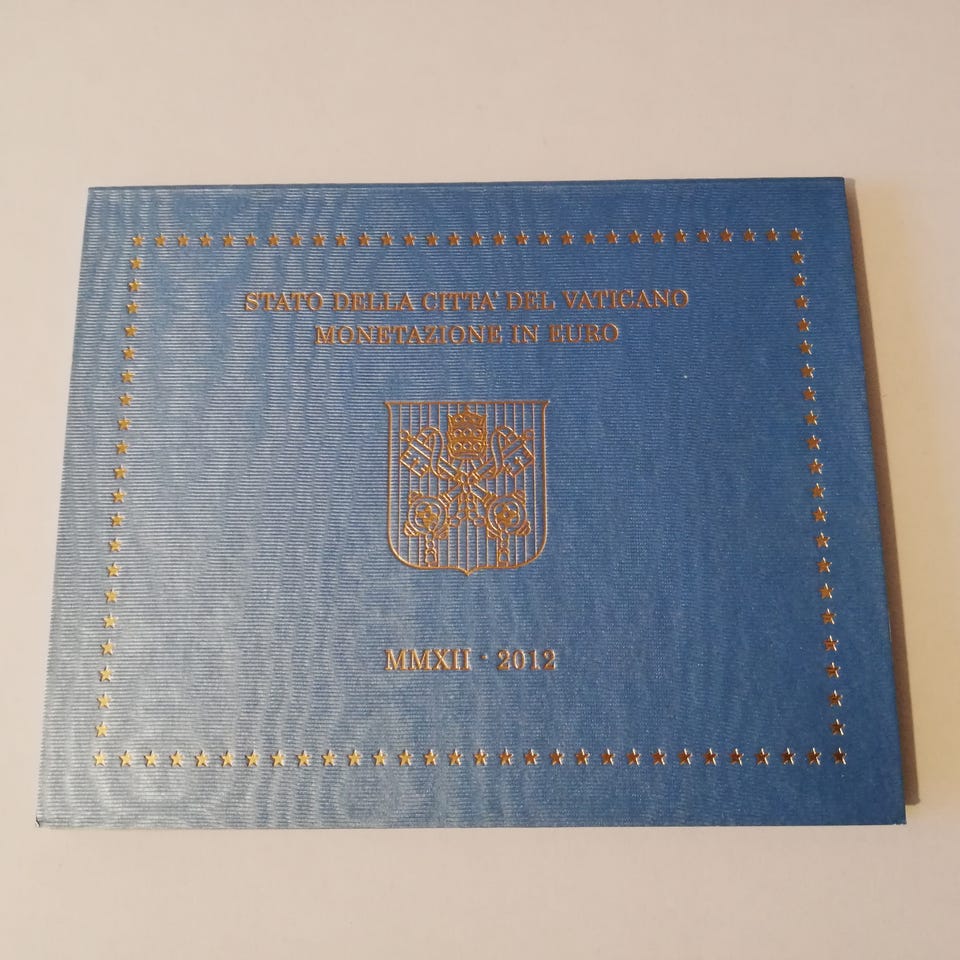 STATO DELLA CITTA' DEL VATICANO
MONETAZIONE IN EURO
MMXII · 2012